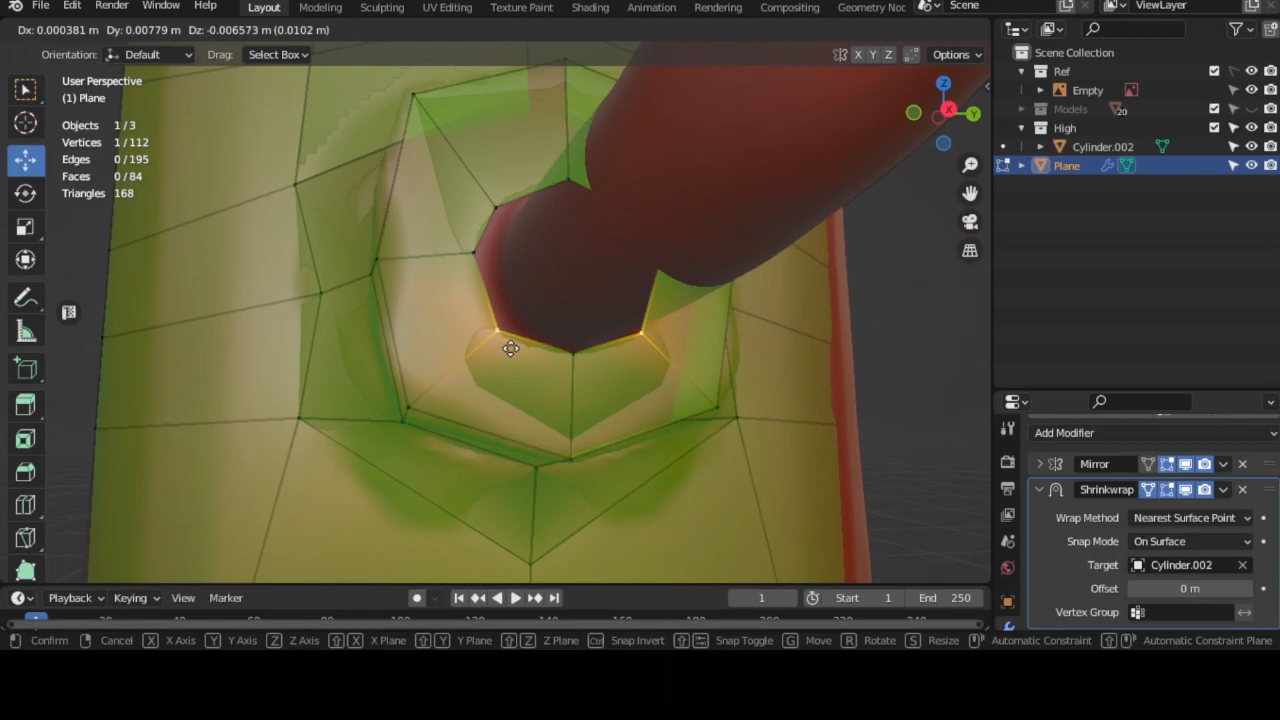 File Edit Render Window Help Layout Modeling Sculpting UV Editing Texture Paint Shading Animation Rendering Compositing Geometry Noc Scene ViewLayer
Dx: 0.000381 m Dy: 0.00779 m Dz: -0.006573 m (0.0102 m)
Orientation: Default Drag: Select Box X Y Z Options
User Perspective
(1) Plane
Objects 1/3
Vertices 1/112
Edges 0/195
Faces 0/84
Triangles 168
Z
X
Y
Scene Collection
Ref
Empty
Models 20
High
Cylinder.002
Plane
Add Modifier
Mirror
Shrinkwrap
Wrap Method Nearest Surface Point
Snap Mode On Surface
Target Cylinder.002
Offset 0 m
Vertex Group
Playback Keying View Marker 1 Start 1 End 250
Confirm Cancel X X Axis Y Y Axis Z Z Axis X X Plane Y Y Plane Z Z Plane Ctrl Snap Invert Snap Toggle G Move R Rotate S Resize Automatic Constraint Automatic Constraint Plane